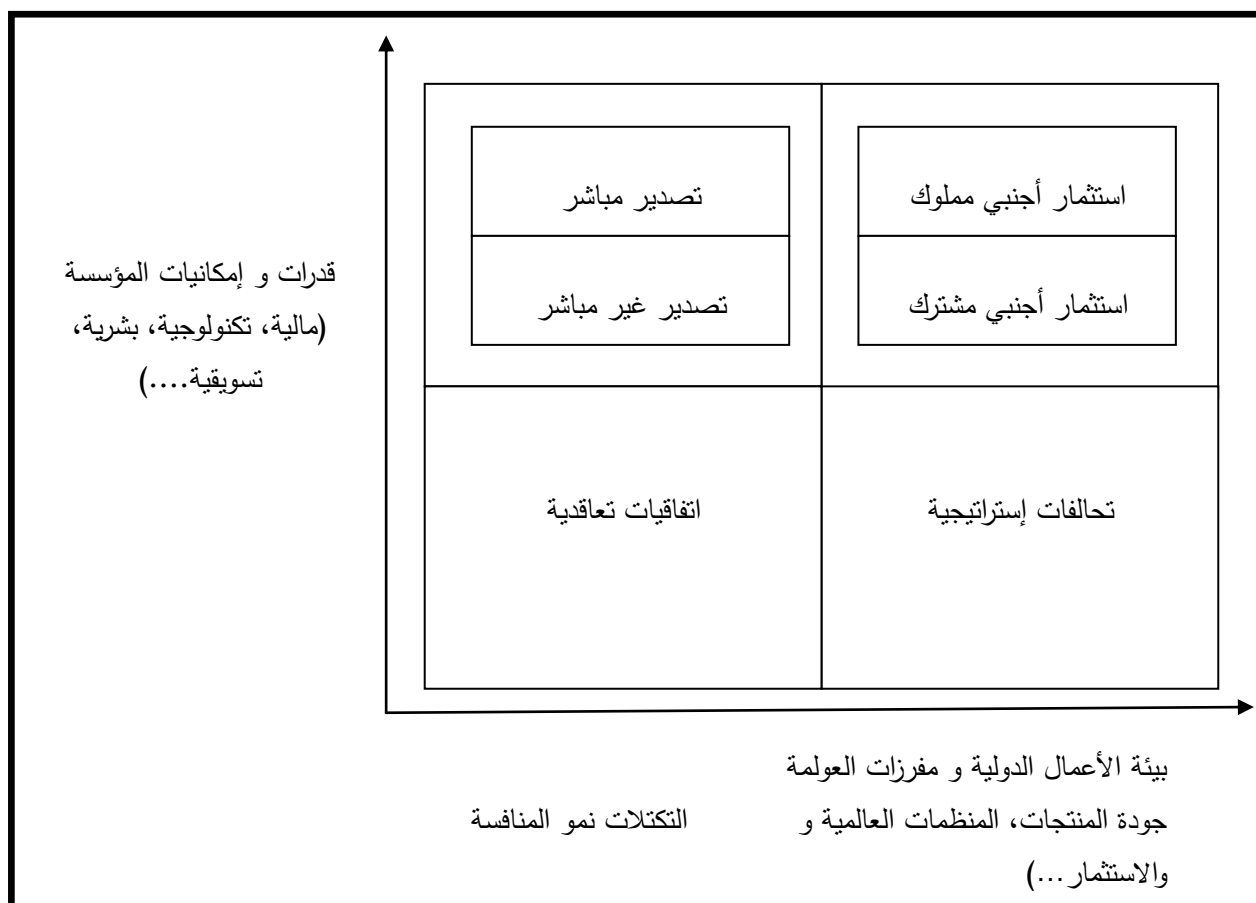 استثمار أجنبي مملوك
تصدير مباشر
استثمار أجنبي مشترك
تصدير غير مباشر
قدرات و إمكانيات المؤسسة
(مالية، تكنولوجية، بشرية،
تسويقية....)
تحالفات إستراتيجية
اتفاقيات تعاقدية
بيئة الأعمال الدولية و مفرزات العولمة
جودة المنتجات، المنظمات العالمية و التكتلات نمو المنافسة
والاستثمار...)